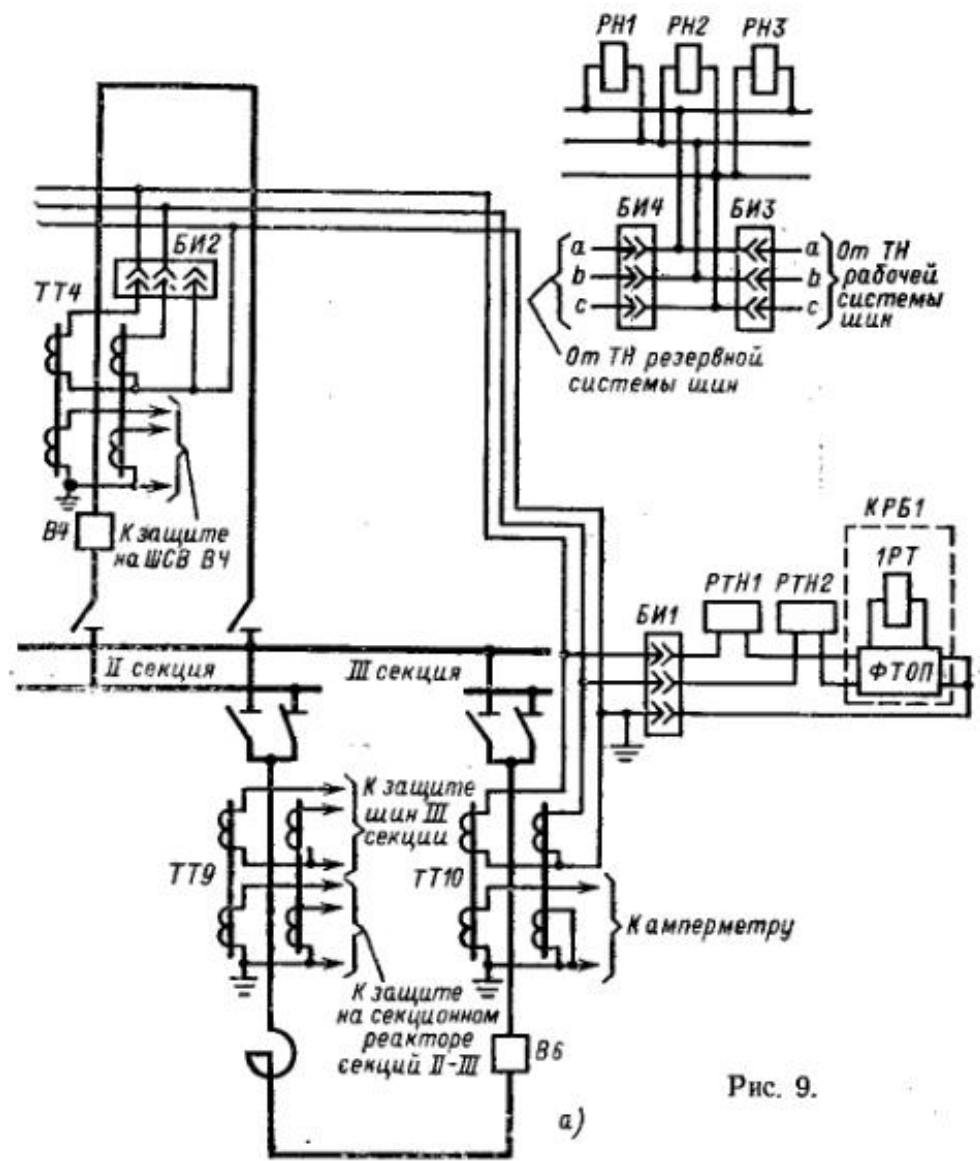 РН1 РН2 РН3
БИ4 БИ3
a a
b b
c c
От ТН
рабочей
системы
шин
От ТН резервной
системы шин
БИ2
ТТ4
В4
К защите
на ШСВ В4
КРБ1
1РТ
РТН1 РТН2
БИ1
ФТОП
II секция
III секция
К защите
шин III
секции
ТТ9
ТТ10
К амперметру
К защите
на секционном
реакторе
секций II-III
В6
Рис. 9.
а)